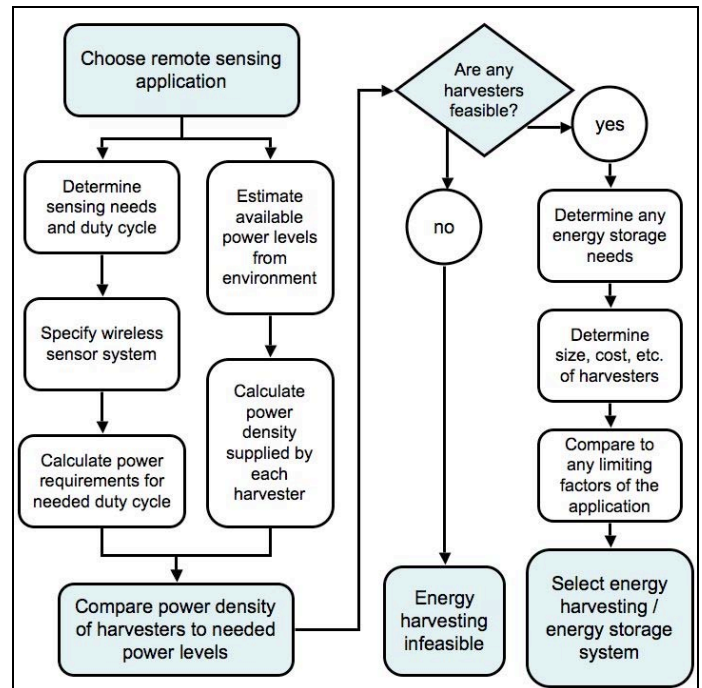 Choose remote sensing
application
Determine
sensing needs
and duty cycle
Specify wireless
sensor system
Calculate power
requirements for
needed duty cycle
Estimate
available
power levels
from
environment
Calculate
power
density
supplied by
each
harvester
Compare power density
of harvesters to needed
power levels
Are any
harvesters
feasible?
no
Energy
harvesting
infeasible
yes
Determine any
energy storage
needs
Determine
size, cost, etc.
of harvesters
Compare to
any limiting
factors of the
application
Select energy
harvesting /
energy storage
system